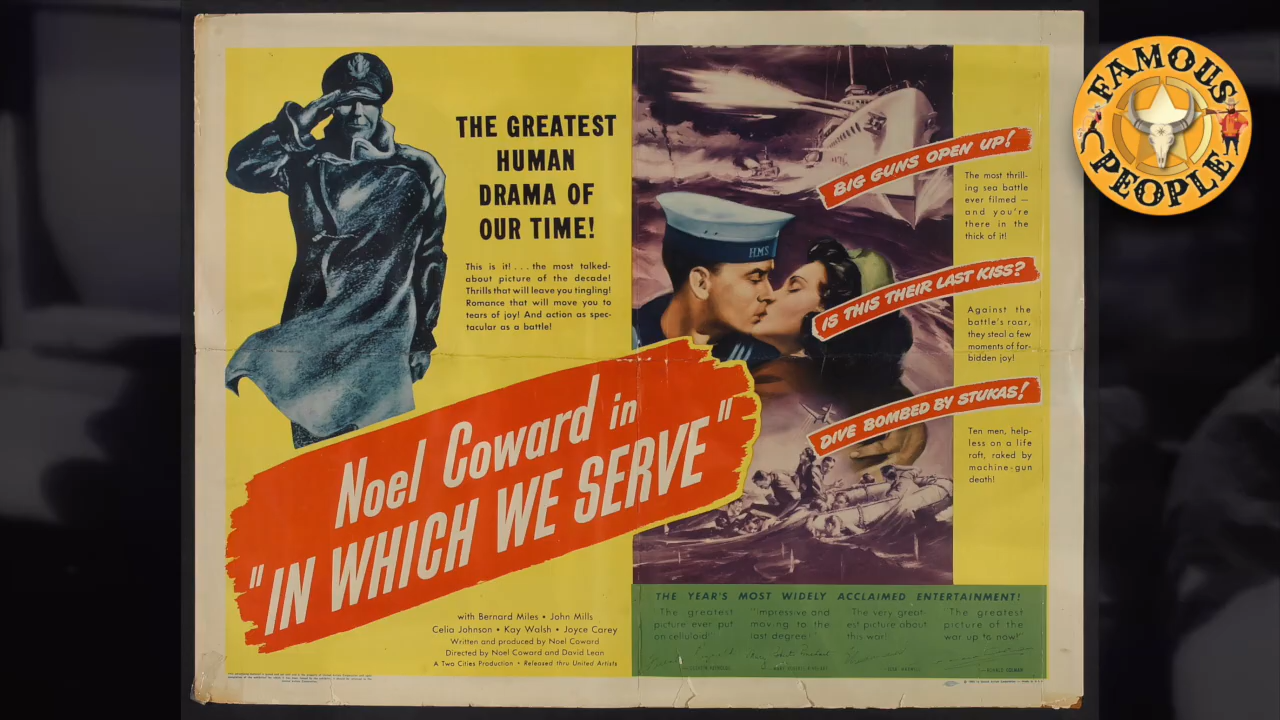 THE GREATEST
HUMAN
DRAMA OF
OUR TIME!
This is it! . . . the most talked-
about picture of the decade!
Thrills that will leave you tingling!
Romance that will move you to
tears of joy! And action as spec-
tacular as a battle!
HMS
BIG GUNS OPEN UP!
The most thrill-
ing sea battle
ever filmed —
and you're
there in the
thick of it!
IS THIS THEIR LAST KISS?
Against the
battle's roar,
they steal a few
moments of for-
bidden joy!
DIVE BOMBED BY STUKAS!
Ten men, help-
less on a life
raft, raked by
machine-gun
death!
Noel Coward in
"IN WHICH WE SERVE"
with Bernard Miles • John Mills
Celia Johnson • Kay Walsh • Joyce Carey
Written and produced by Noel Coward
Directed by Noel Coward and David Lean
A Two Cities Production • Released thru United Artists
THE YEAR'S MOST WIDELY ACCLAIMED ENTERTAINMENT!
"The greatest
picture ever put
on celluloid!"
"Impressive and
moving to the
last degree!"
"The very great-
est picture about
this war!"
"The greatest
picture of the
war up to now!"
FAMOUS
PEOPLE